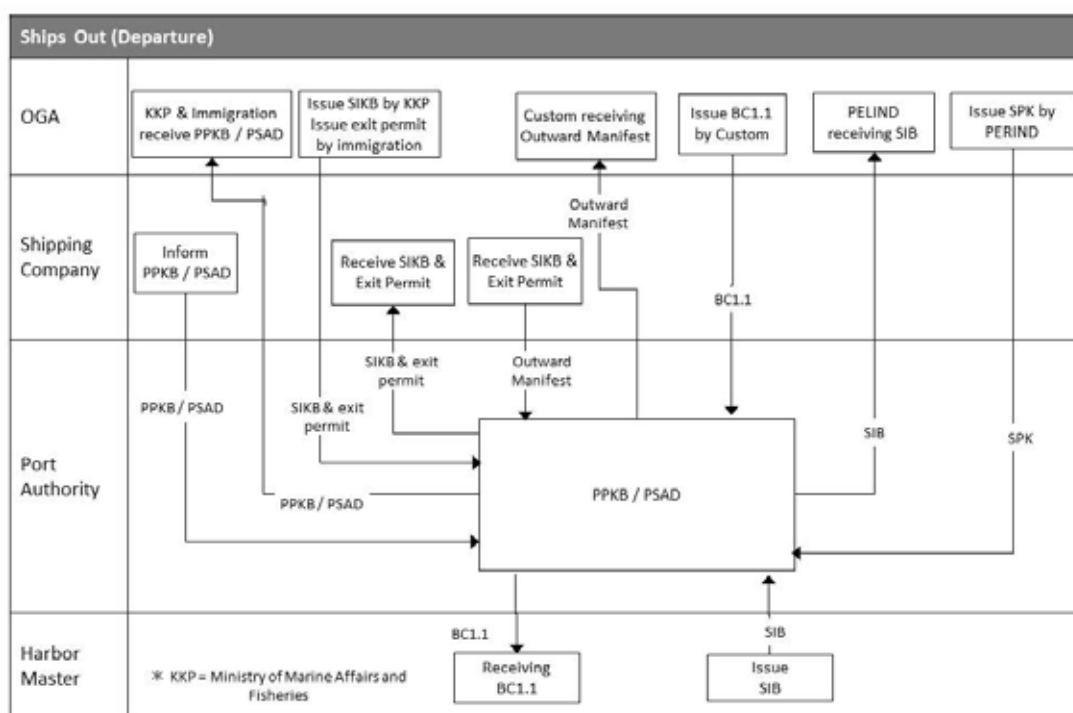 Ships Out (Departure)
OGA
KKP & Immigration
receive PPKB / PSAD
Issue SIKB by KKP
Issue exit permit
by immigration
Custom receiving
Outward Manifest
Issue BC1.1
by Custom
PELIND
receiving SIB
Issue SPK by
PERIND
Shipping
Company
Inform
PPKB / PSAD
Receive SIKB &
Exit Permit
Receive SIKB &
Exit Permit
Outward
Manifest
BC1.1
Port
Authority
PPKB / PSAD
SIKB & exit
permit
SIKB & exit
permit
Outward
Manifest
PPKB / PSAD
PPKB / PSAD
SIB
SPK
Harbor
Master
* KKP = Ministry of Marine Affairs and
Fisheries
BC1.1
Receiving
BC1.1
SIB
Issue
SIB